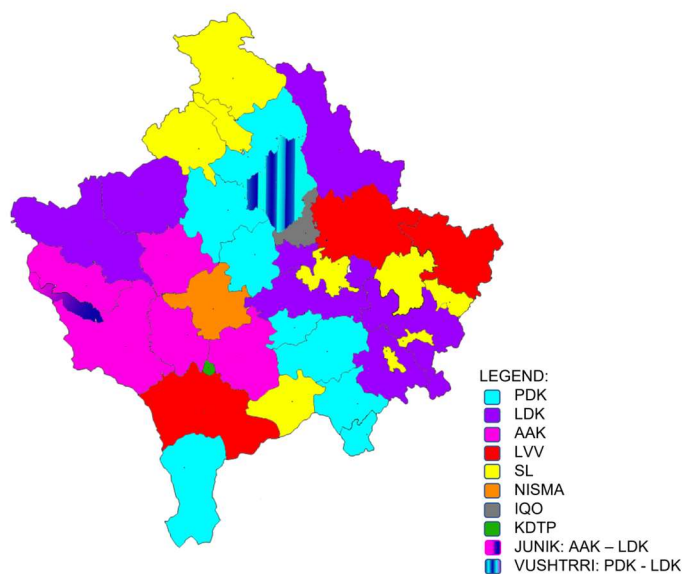 LEGEND:
PDK
LDK
AAK
LVV
SL
NISMA
IQO
KDTP
JUNIK: AAK – LDK
VUSHTRRI: PDK - LDK